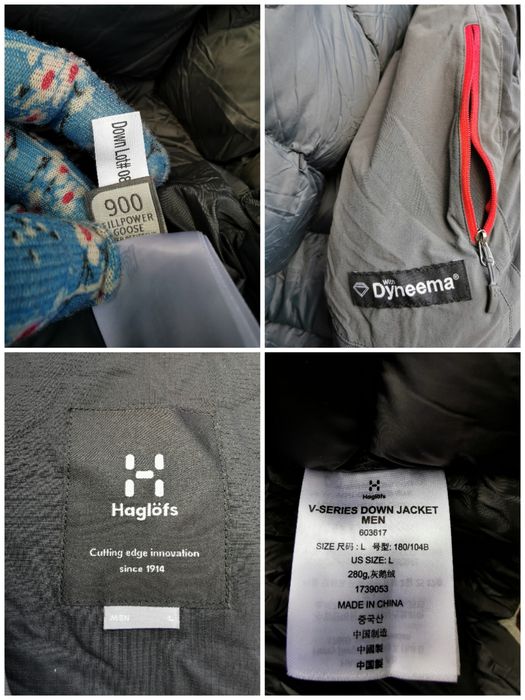 Down Lot# 08
900
FILLPOWER
GOOSE
With
Dyneema®
Haglöfs
Cutting edge innovation
since 1914
MEN L
Haglöfs
V-SERIES DOWN JACKET
MEN
603617
SIZE 尺码 : L 号型: 180/104B
US SIZE: L
280g,灰鹅绒
1739053
MADE IN CHINA
중국산
中国制造
中國製
中国製